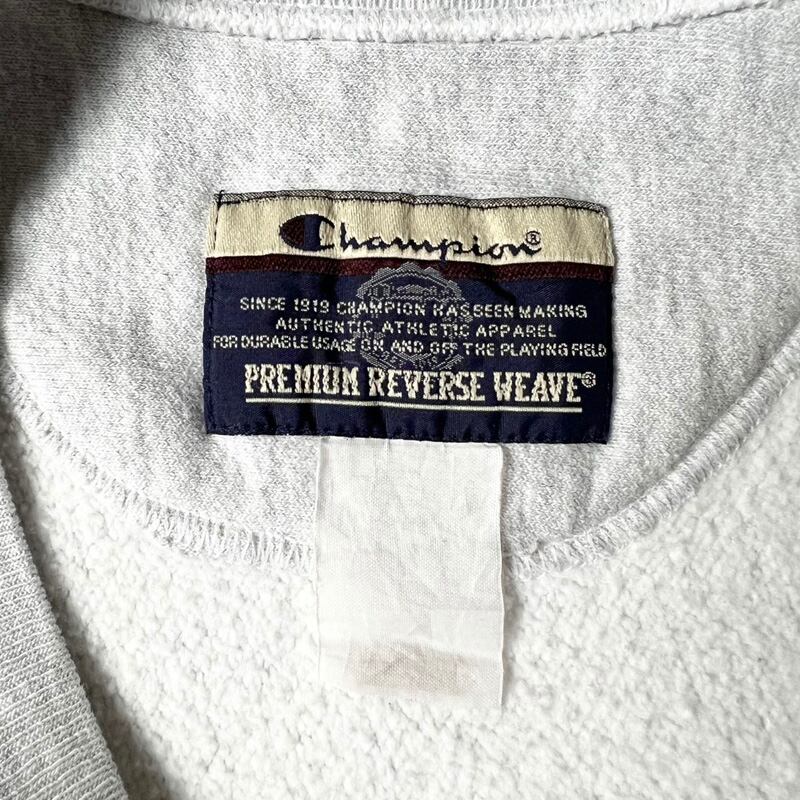 Champion®
SINCE 1919 CHAMPION HAS BEEN MAKING
AUTHENTIC ATHLETIC APPAREL
FOR DURABLE USAGE ON AND OFF THE PLAYING FIELD
PREMIUM REVERSE WEAVE®